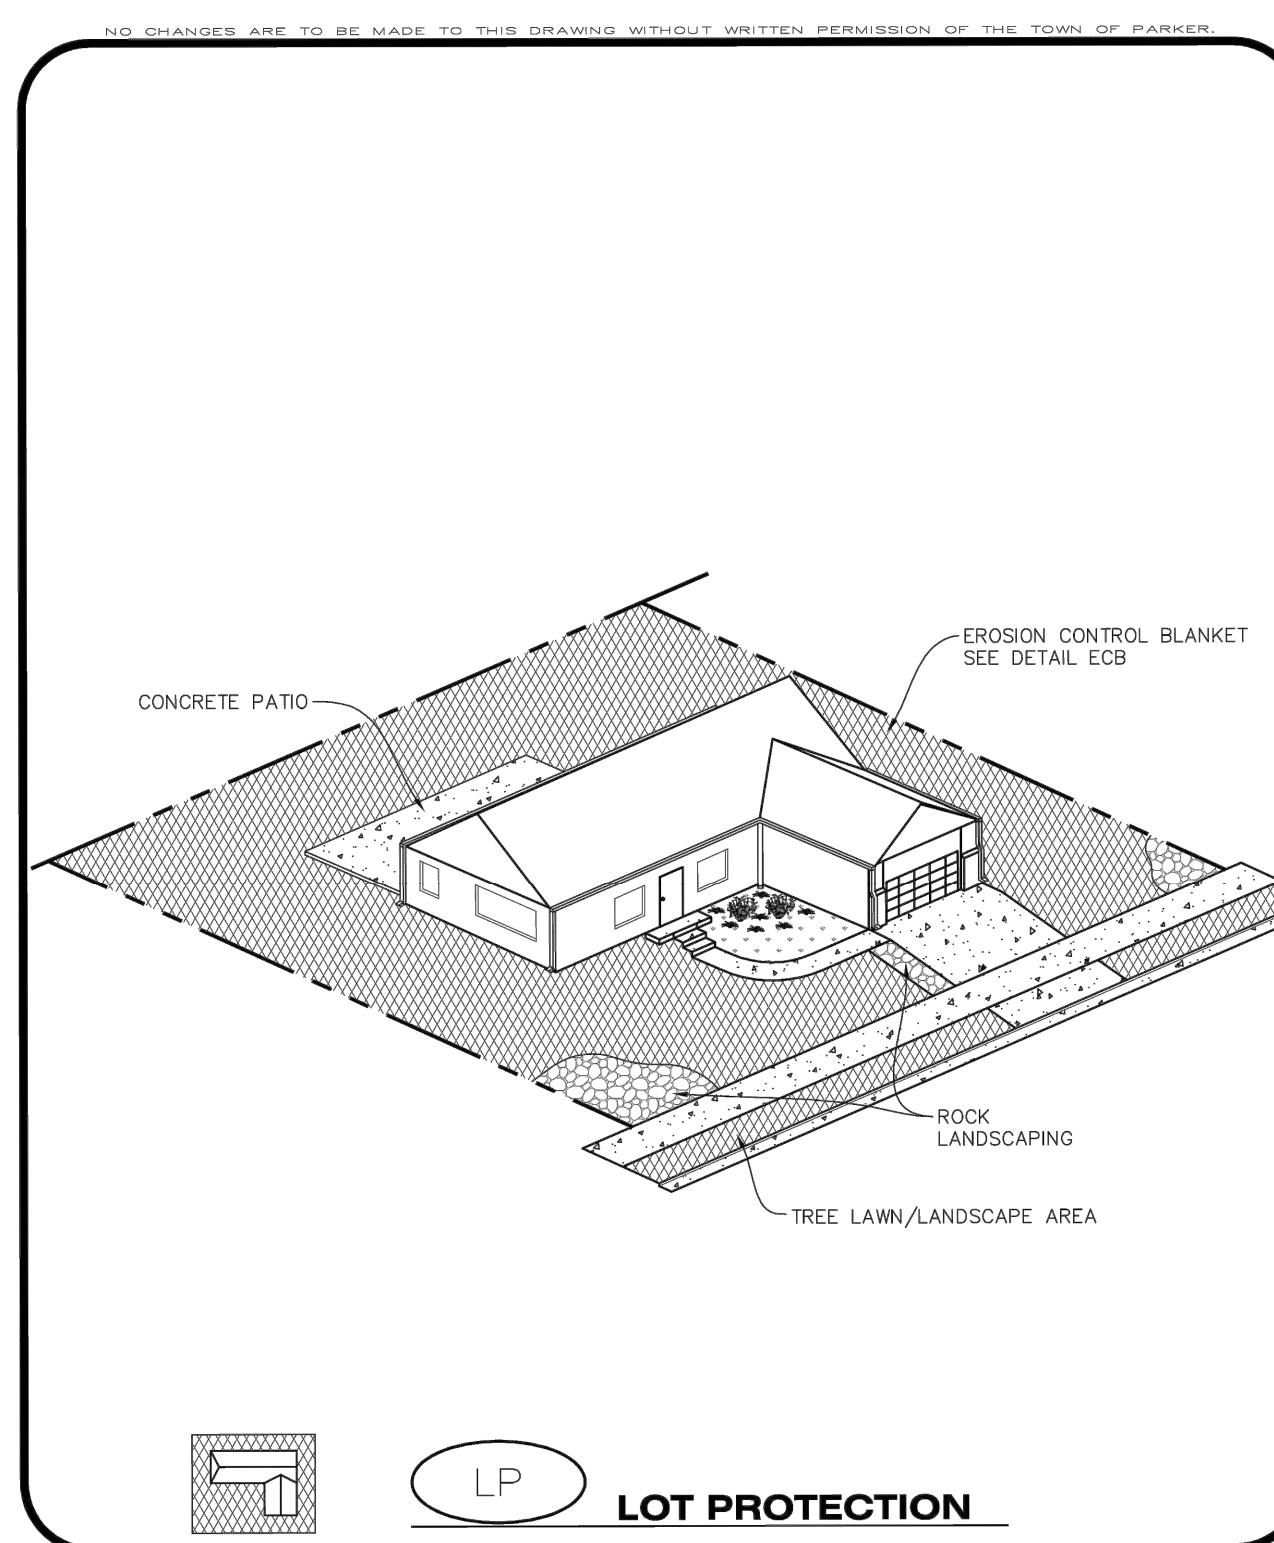 NO CHANGES ARE TO BE MADE TO THIS DRAWING WITHOUT WRITTEN PERMISSION OF THE TOWN OF PARKER.
EROSION CONTROL BLANKET
SEE DETAIL ECB
CONCRETE PATIO
ROCK
LANDSCAPING
TREE LAWN/LANDSCAPE AREA
LP
LOT PROTECTION